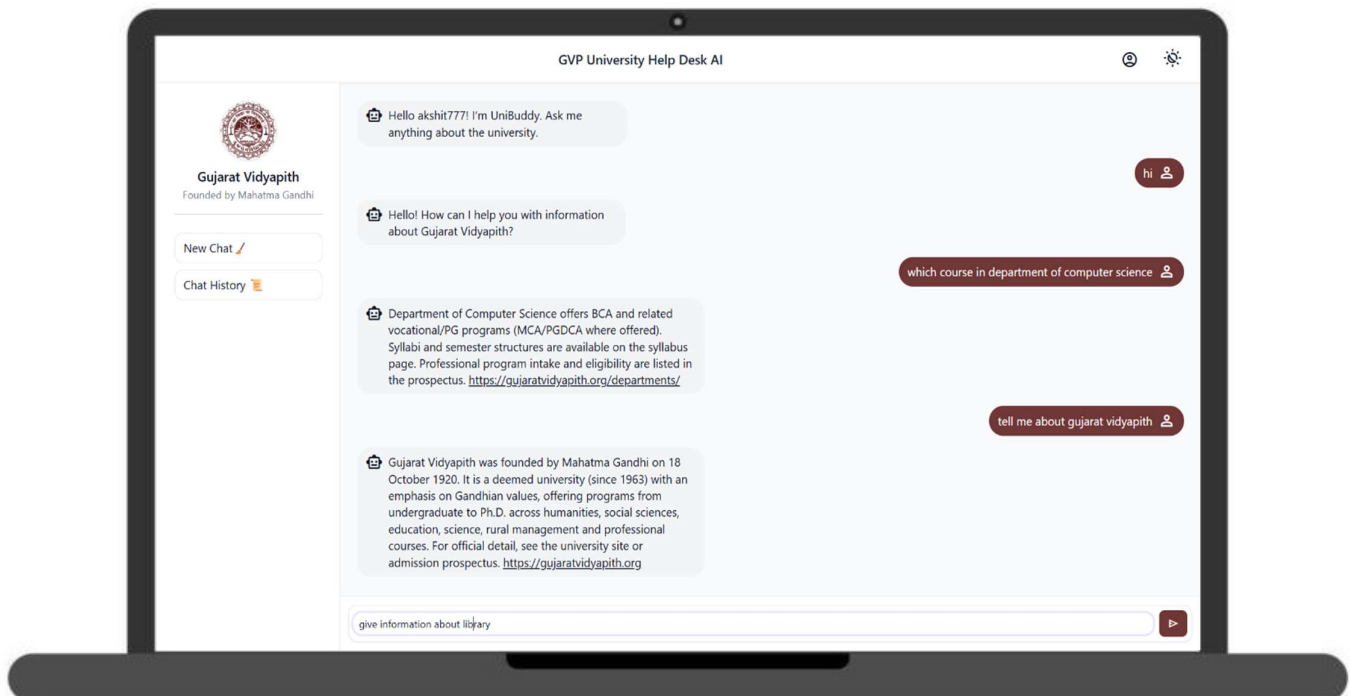 GVP University Help Desk AI
Gujarat Vidyapith
Founded by Mahatma Gandhi
New Chat
Chat History
Hello akshit777! I'm UniBuddy. Ask me
anything about the university.
hi
Hello! How can I help you with information
about Gujarat Vidyapith?
which course in department of computer science
Department of Computer Science offers BCA and related
vocational/PG programs (MCA/PGDCA where offered).
Syllabi and semester structures are available on the syllabus
page. Professional program intake and eligibility are listed in
the prospectus. https://gujaratvidyapith.org/departments/
tell me about gujarat vidyapith
Gujarat Vidyapith was founded by Mahatma Gandhi on 18
October 1920. It is a deemed university (since 1963) with an
emphasis on Gandhian values, offering programs from
undergraduate to Ph.D. across humanities, social sciences,
education, science, rural management and professional
courses. For official detail, see the university site or
admission prospectus. https://gujaratvidyapith.org
give information about library